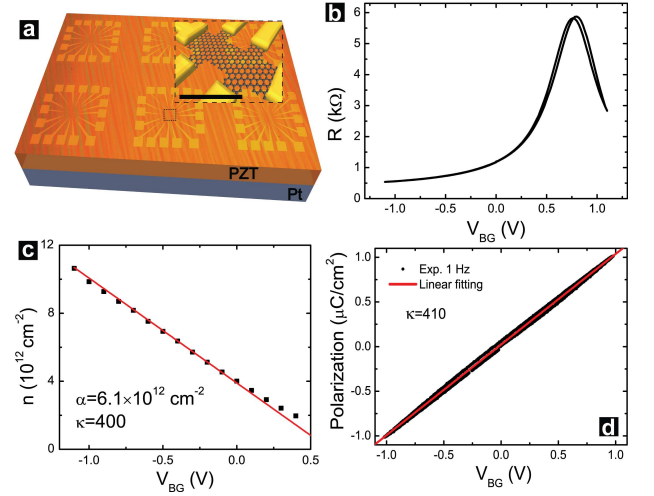 a
PZT
Pt
b
R (kΩ)
6
5
4
3
2
1
0
-1.0 -0.5 0.0 0.5 1.0
V_BG (V)
c
n (10^12 cm^-2)
12
8
4
0
α=6.1×10^12 cm^-2
κ=400
-1.0 -0.5 0.0 0.5
V_BG (V)
Polarization (μC/cm^2)
1.0
0.5
0.0
-0.5
-1.0
Exp. 1 Hz
Linear fitting
κ=410
d
-1.0 -0.5 0.0 0.5 1.0
V_BG (V)